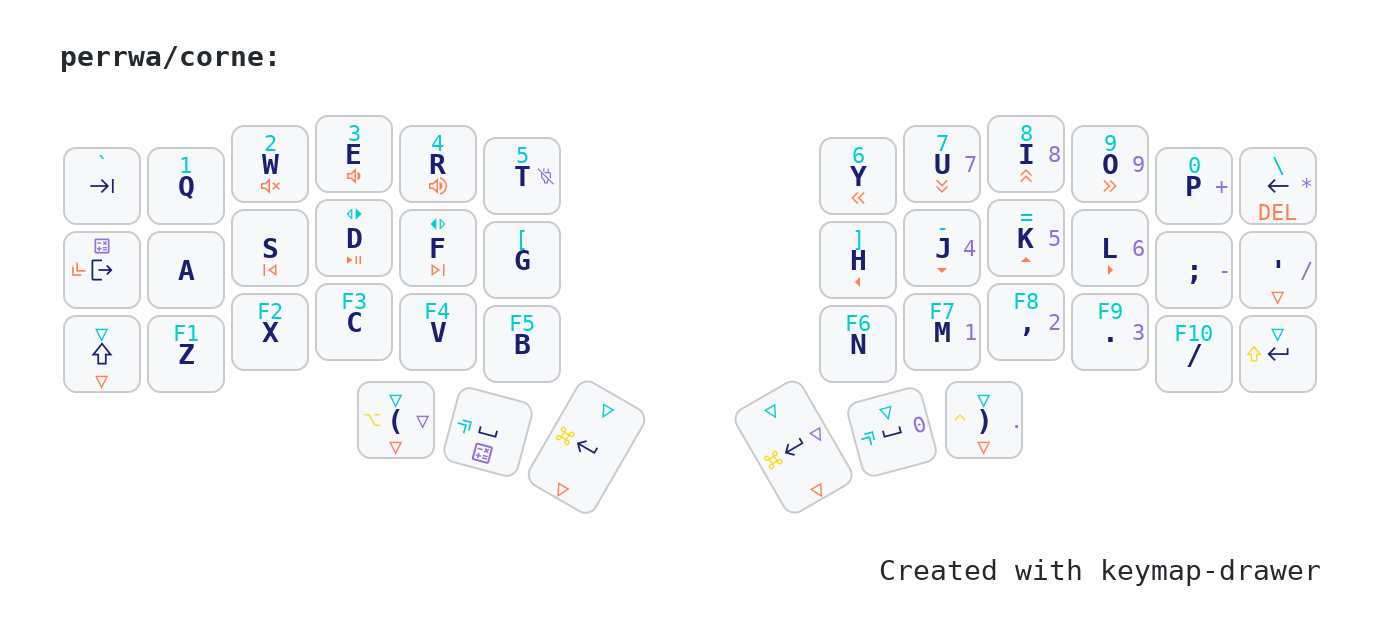 perrwa/corne:
` 1 2 3 4 5 6 7 8 9 0 \
Q W E R T Y U 7 I 8 O 9 P + *
DEL
[ ] - =
A S D F G H J 4 K 5 L 6 ; - ' /
F1 F2 F3 F4 F5 F6 F7 F8 F9 F10
Z X C V B N M 1 , 2 . 3 /
( 0 ) .
Created with keymap-drawer